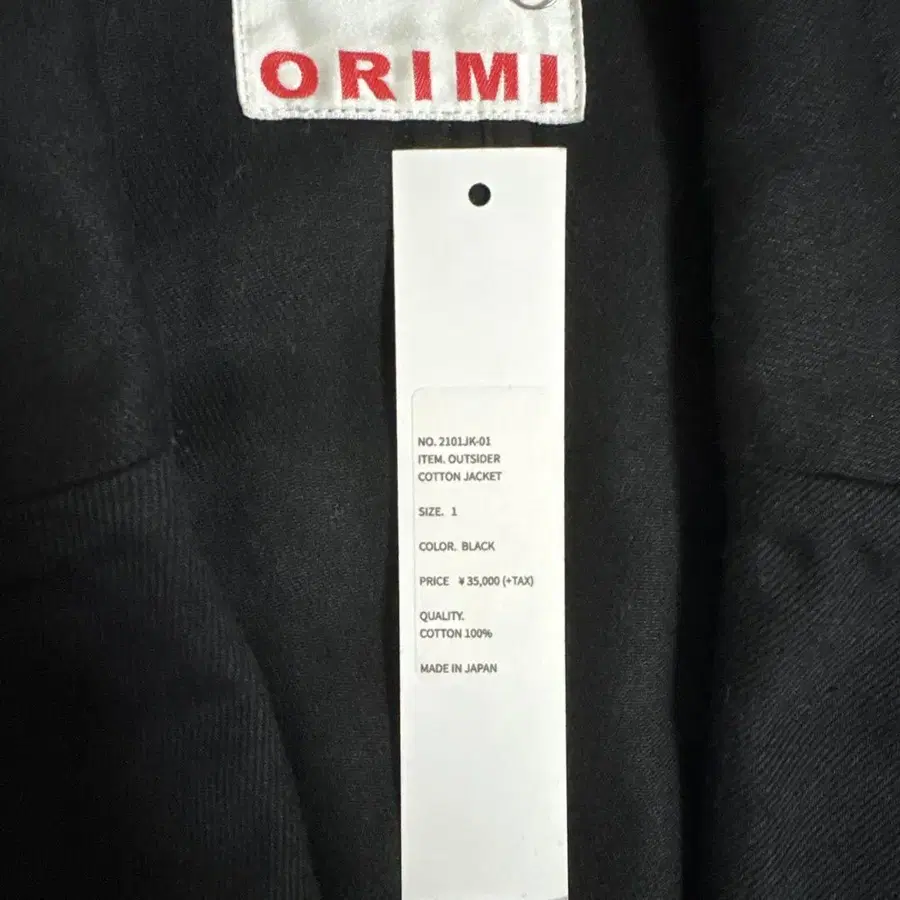 ORIMI
NO. 2101JK-01
ITEM. OUTSIDER
COTTON JACKET
SIZE. 1
COLOR. BLACK
PRICE ¥35,000 (+TAX)
QUALITY.
COTTON 100%
MADE IN JAPAN